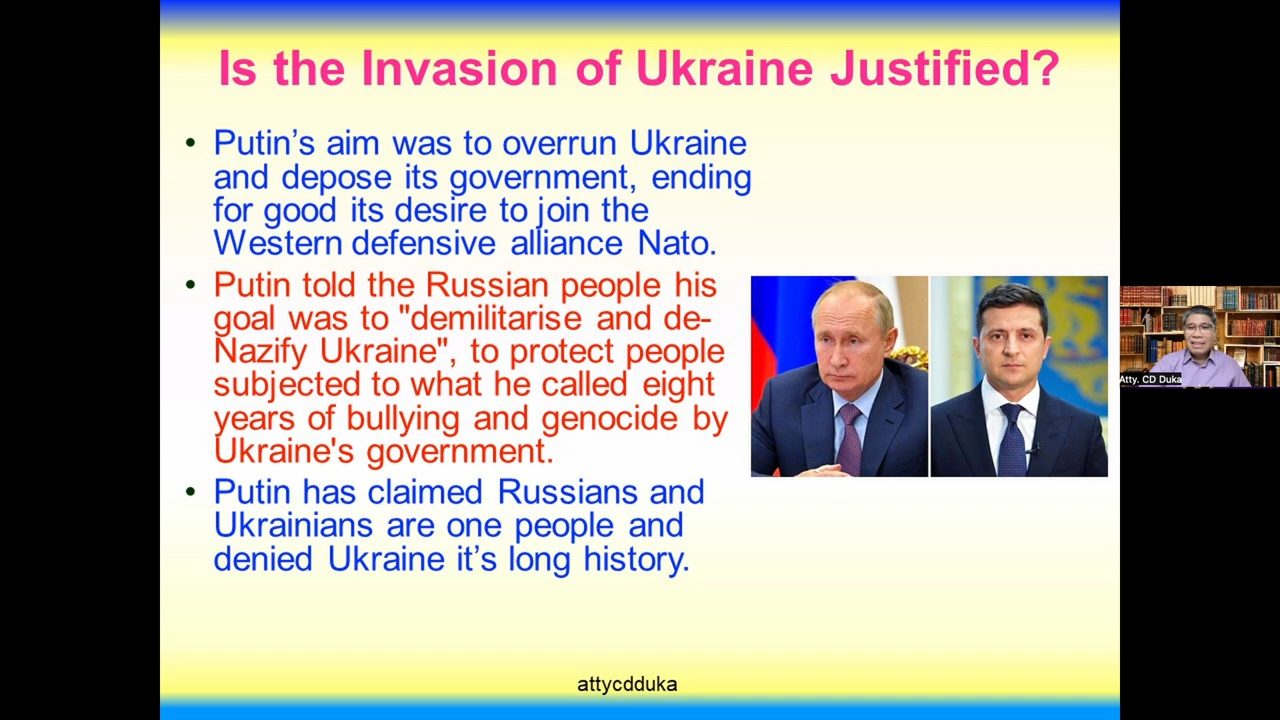 Is the Invasion of Ukraine Justified?
• Putin’s aim was to overrun Ukraine
and depose its government, ending
for good its desire to join the
Western defensive alliance Nato.
• Putin told the Russian people his
goal was to "demilitarise and de-
Nazify Ukraine", to protect people
subjected to what he called eight
years of bullying and genocide by
Ukraine's government.
• Putin has claimed Russians and
Ukrainians are one people and
denied Ukraine it’s long history.
Atty. CD Duka
attycdduka